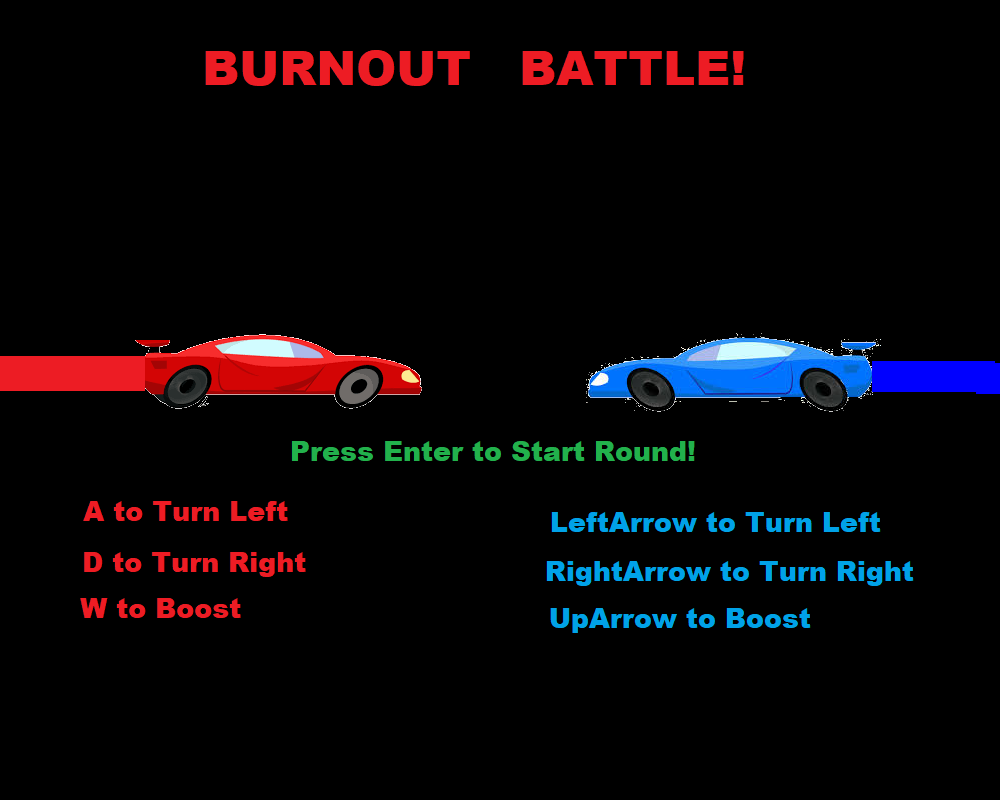 BURNOUT BATTLE!
Press Enter to Start Round!
A to Turn Left
D to Turn Right
W to Boost
LeftArrow to Turn Left
RightArrow to Turn Right
UpArrow to Boost